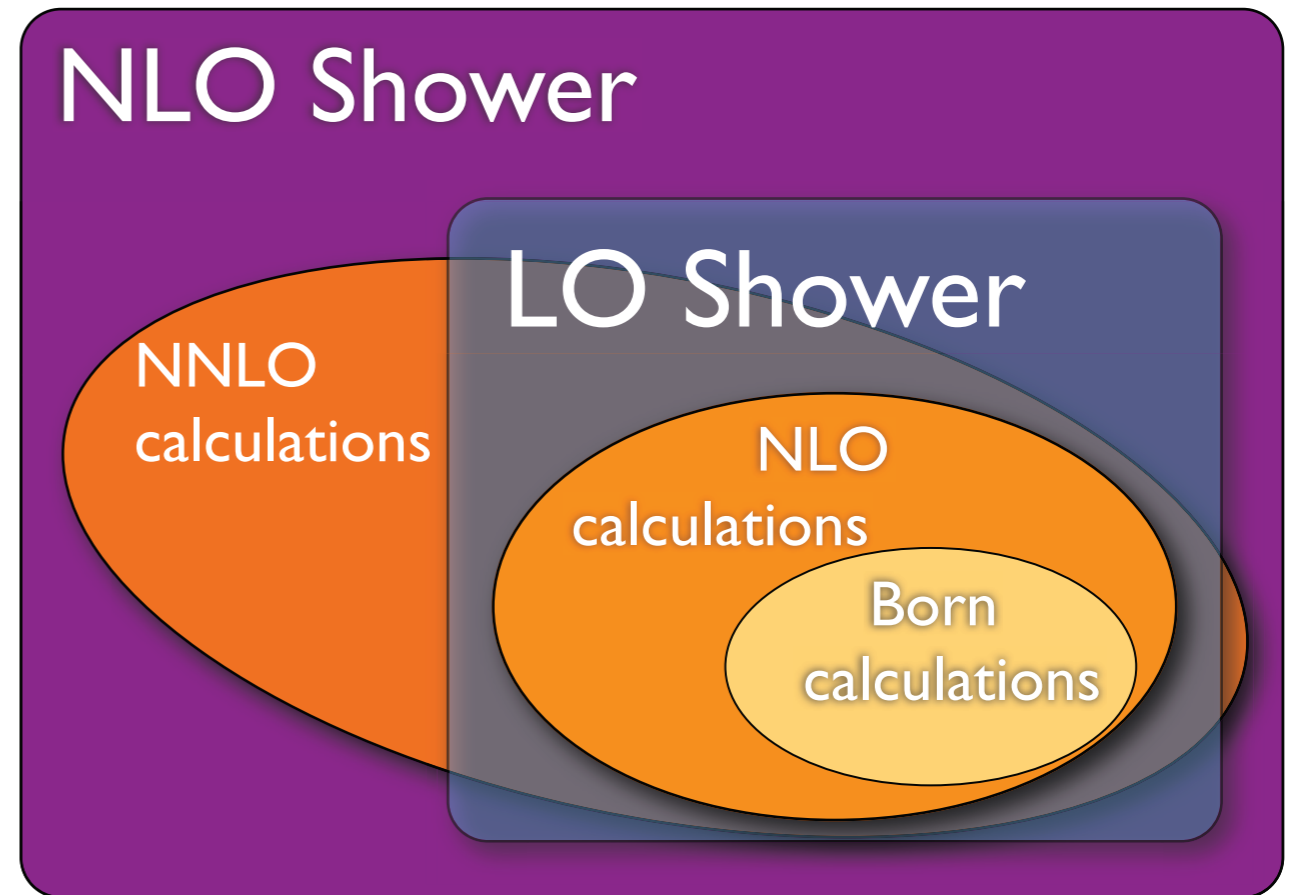 NLO Shower
LO Shower
NNLO
calculations
NLO
calculations
Born
calculations